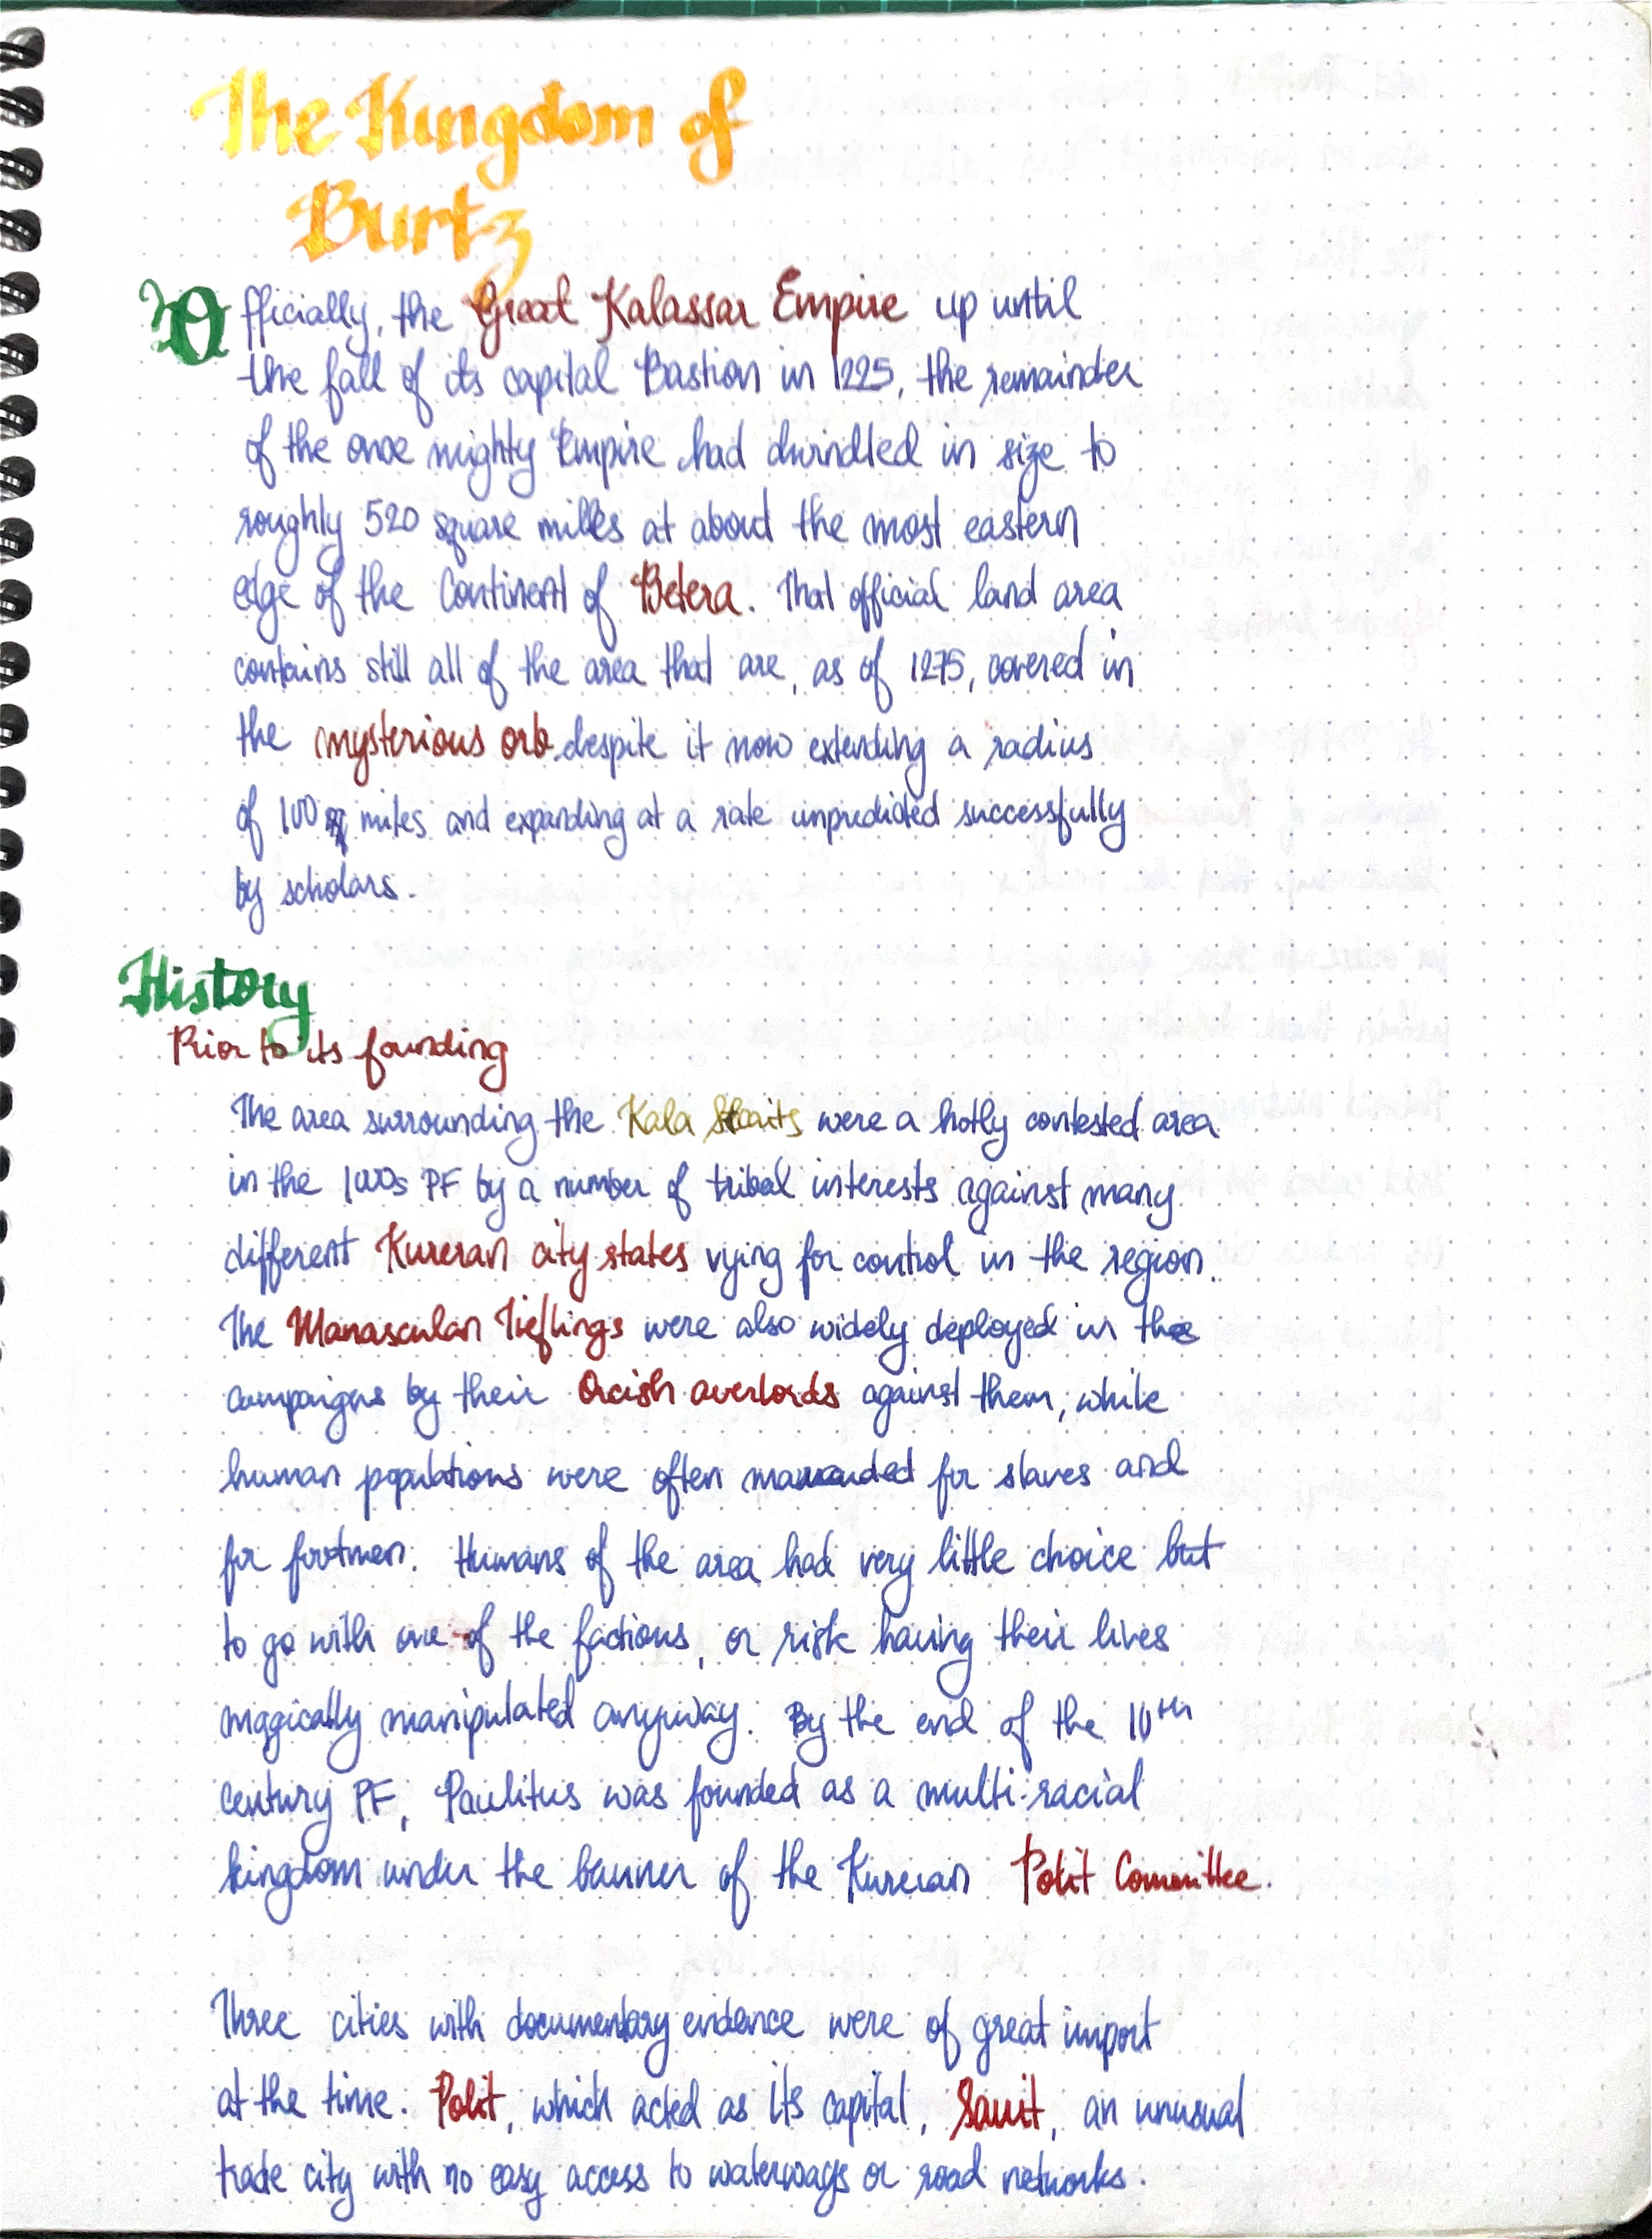 The Kingdom of
Burtz
Officially, the Great Kalassar Empire up until
the fall of its capital Bastion in 1225, the remainder
of the once mighty Empire had dwindled in size to
roughly 520 square miles at about the most eastern
edge of the Continent of Betera. That official land area
contains still all of the area that are, as of 1275, covered in
the mysterious orb despite it now extending a radius
of 100 miles and expanding at a rate unpredicted successfully
by scholars.
History
Prior to its founding
The area surrounding the Kala Straits were a hotly contested area
in the 1000s PF by a number of tribal interests against many
different Kureran city states vying for control in the region.
The Manasculan Tieflings were also widely deployed in the
campaigns by their Orcish overlords against them, while
human populations were often marauded for slaves and
for footmen. Humans of the area had very little choice but
to go with one of the factions, or risk having their lives
magically manipulated anyway. By the end of the 10th
century PF, Paulitus was founded as a multi-racial
kingdom under the banner of the Kureran Polit Committee.
Three cities with documentary evidence were of great import
at the time. Polit, which acted as its capital, Sauit, an unusual
trade city with no easy access to waterways or road networks.